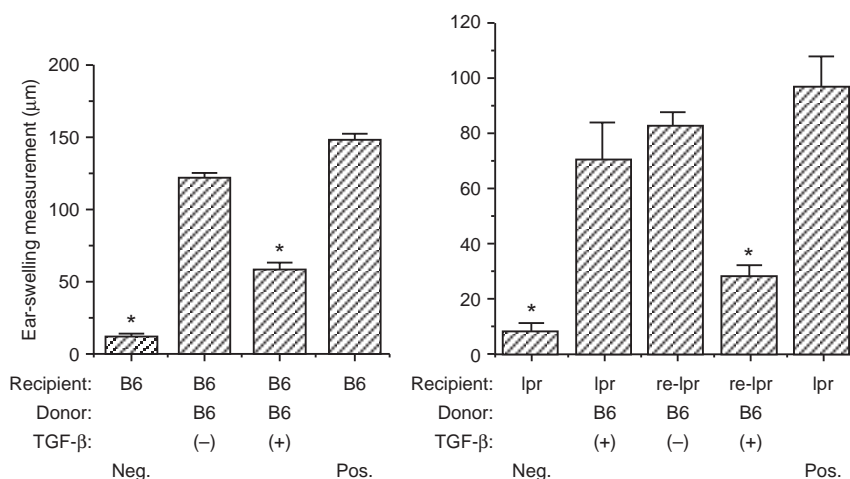 Ear-swelling measurement (μm)
200
150
100
50
0
*
*
Recipient: B6 B6 B6 B6
Donor: B6 B6
TGF-β: (–) (+)
Neg. Pos.
120
100
80
60
40
20
0
*
*
Recipient: lpr lpr re-lpr re-lpr lpr
Donor: B6 B6 B6
TGF-β: (+) (–) (+)
Neg. Pos.